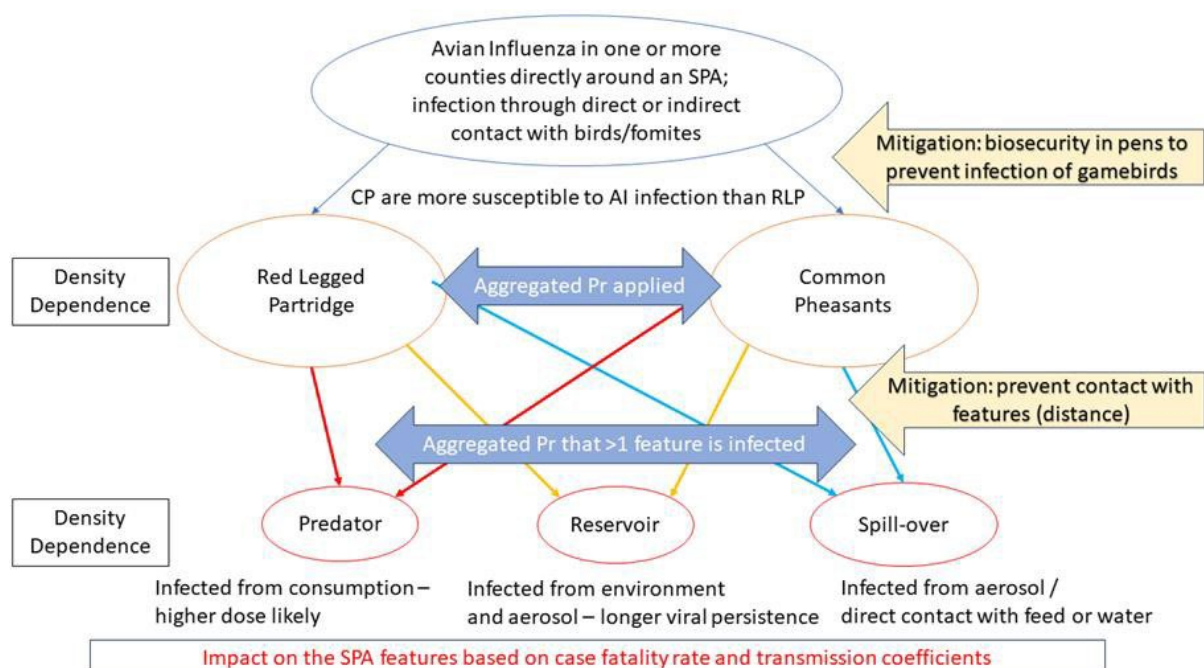 Avian Influenza in one or more
counties directly around an SPA;
infection through direct or indirect
contact with birds/fomites
Mitigation: biosecurity in pens to
prevent infection of gamebirds
CP are more susceptible to AI infection than RLP
Density
Dependence
Red Legged
Partridge
Aggregated Pr applied
Common
Pheasants
Mitigation: prevent contact with
features (distance)
Aggregated Pr that >1 feature is infected
Density
Dependence
Predator
Reservoir
Spill-over
Infected from consumption –
higher dose likely
Infected from environment
and aerosol – longer viral persistence
Infected from aerosol /
direct contact with feed or water
Impact on the SPA features based on case fatality rate and transmission coefficients